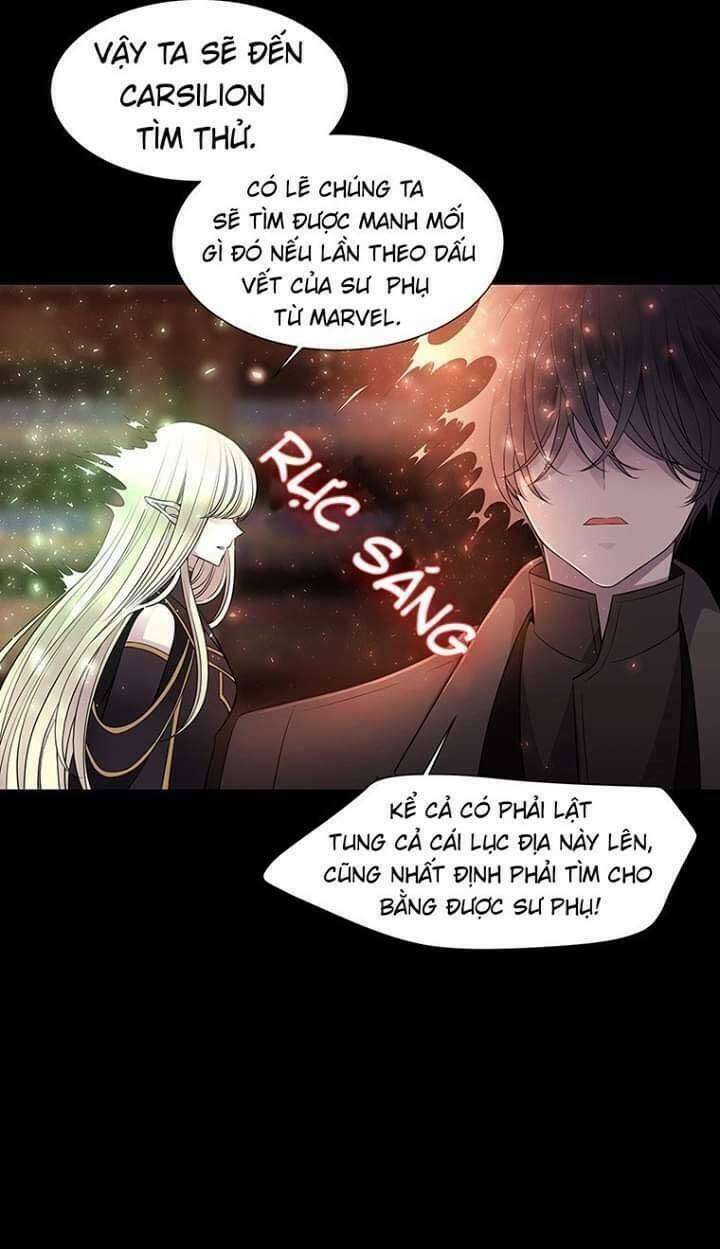 VẬY TA SẼ ĐẾN
CARSILION
TÌM THỬ.
CÓ LẼ CHÚNG TA
SẼ TÌM ĐƯỢC MANH MỐI
GÌ ĐÓ NẾU LẦN THEO DẤU
VẾT CỦA SƯ PHỤ
TỪ MARVEL.
RỰC SÁNG
KỂ CẢ CÓ PHẢI LẬT
TUNG CẢ CÁI LỤC ĐỊA NÀY LÊN,
CŨNG NHẤT ĐỊNH PHẢI TÌM CHO
BẰNG ĐƯỢC SƯ PHỤ!